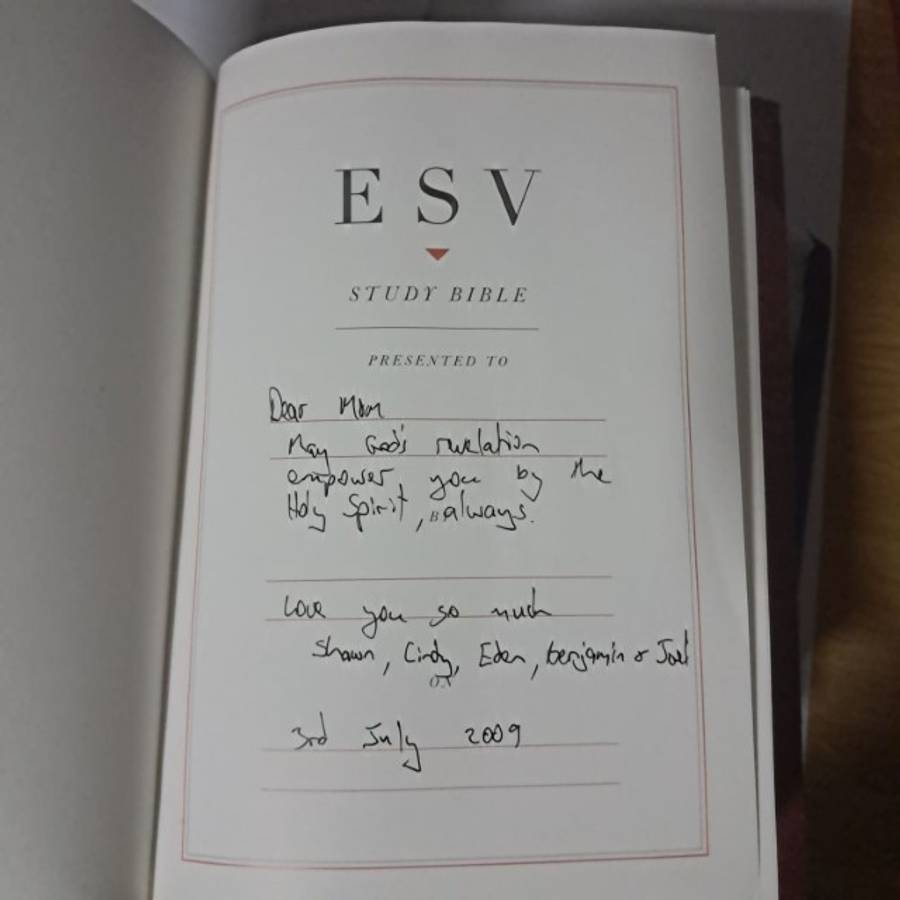 ESV
STUDY BIBLE
PRESENTED TO
Dear Mom
May God's revelation
empower you by the
Holy Spirit, always.
Love you so much
Shawn, Cindy, Eden, benjamin & Joel
ON
3rd July 2009